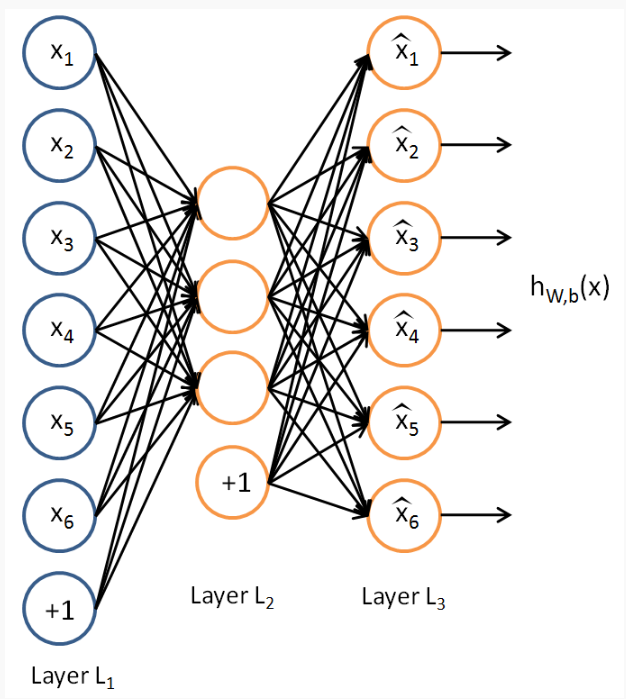 x₁
x₂
x₃
x₄
x₅
x₆
+1
Layer L₁
+1
Layer L₂
x̂₁
x̂₂
x̂₃
x̂₄
x̂₅
x̂₆
Layer L₃
h_W,b(x)